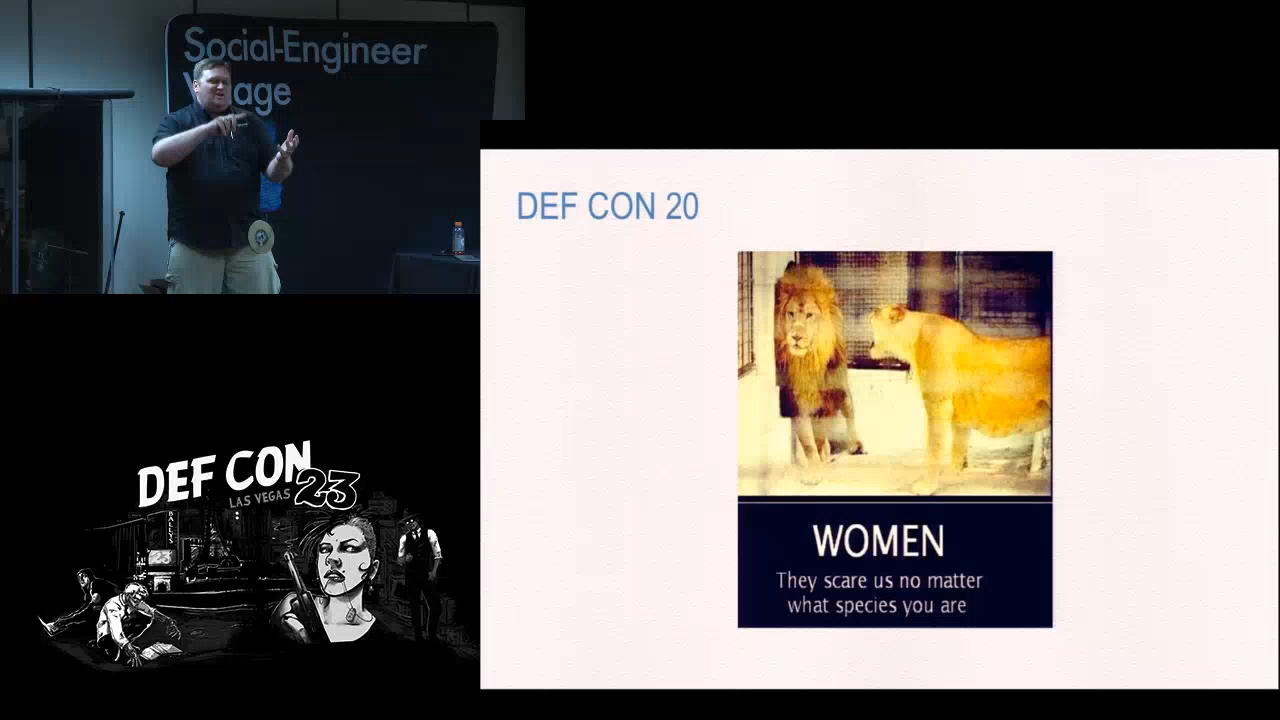 Social-Engineer
Village
DEF CON 20
WOMEN
They scare us no matter
what species you are
DEF CON
23
LAS VEGAS
BALLYS